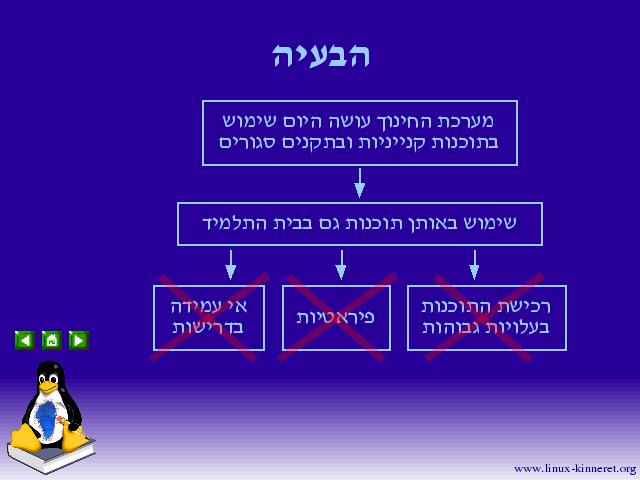 הבעיה
מערכת החינוך עושה היום שימוש
בתוכנות קנייניות ובתקנים סגורים
שימוש באותן תוכנות גם בבית התלמיד
רכישת התוכנות
בעלויות גבוהות
פיראטיות
אי עמידה
בדרישות
www.linux-kinneret.org